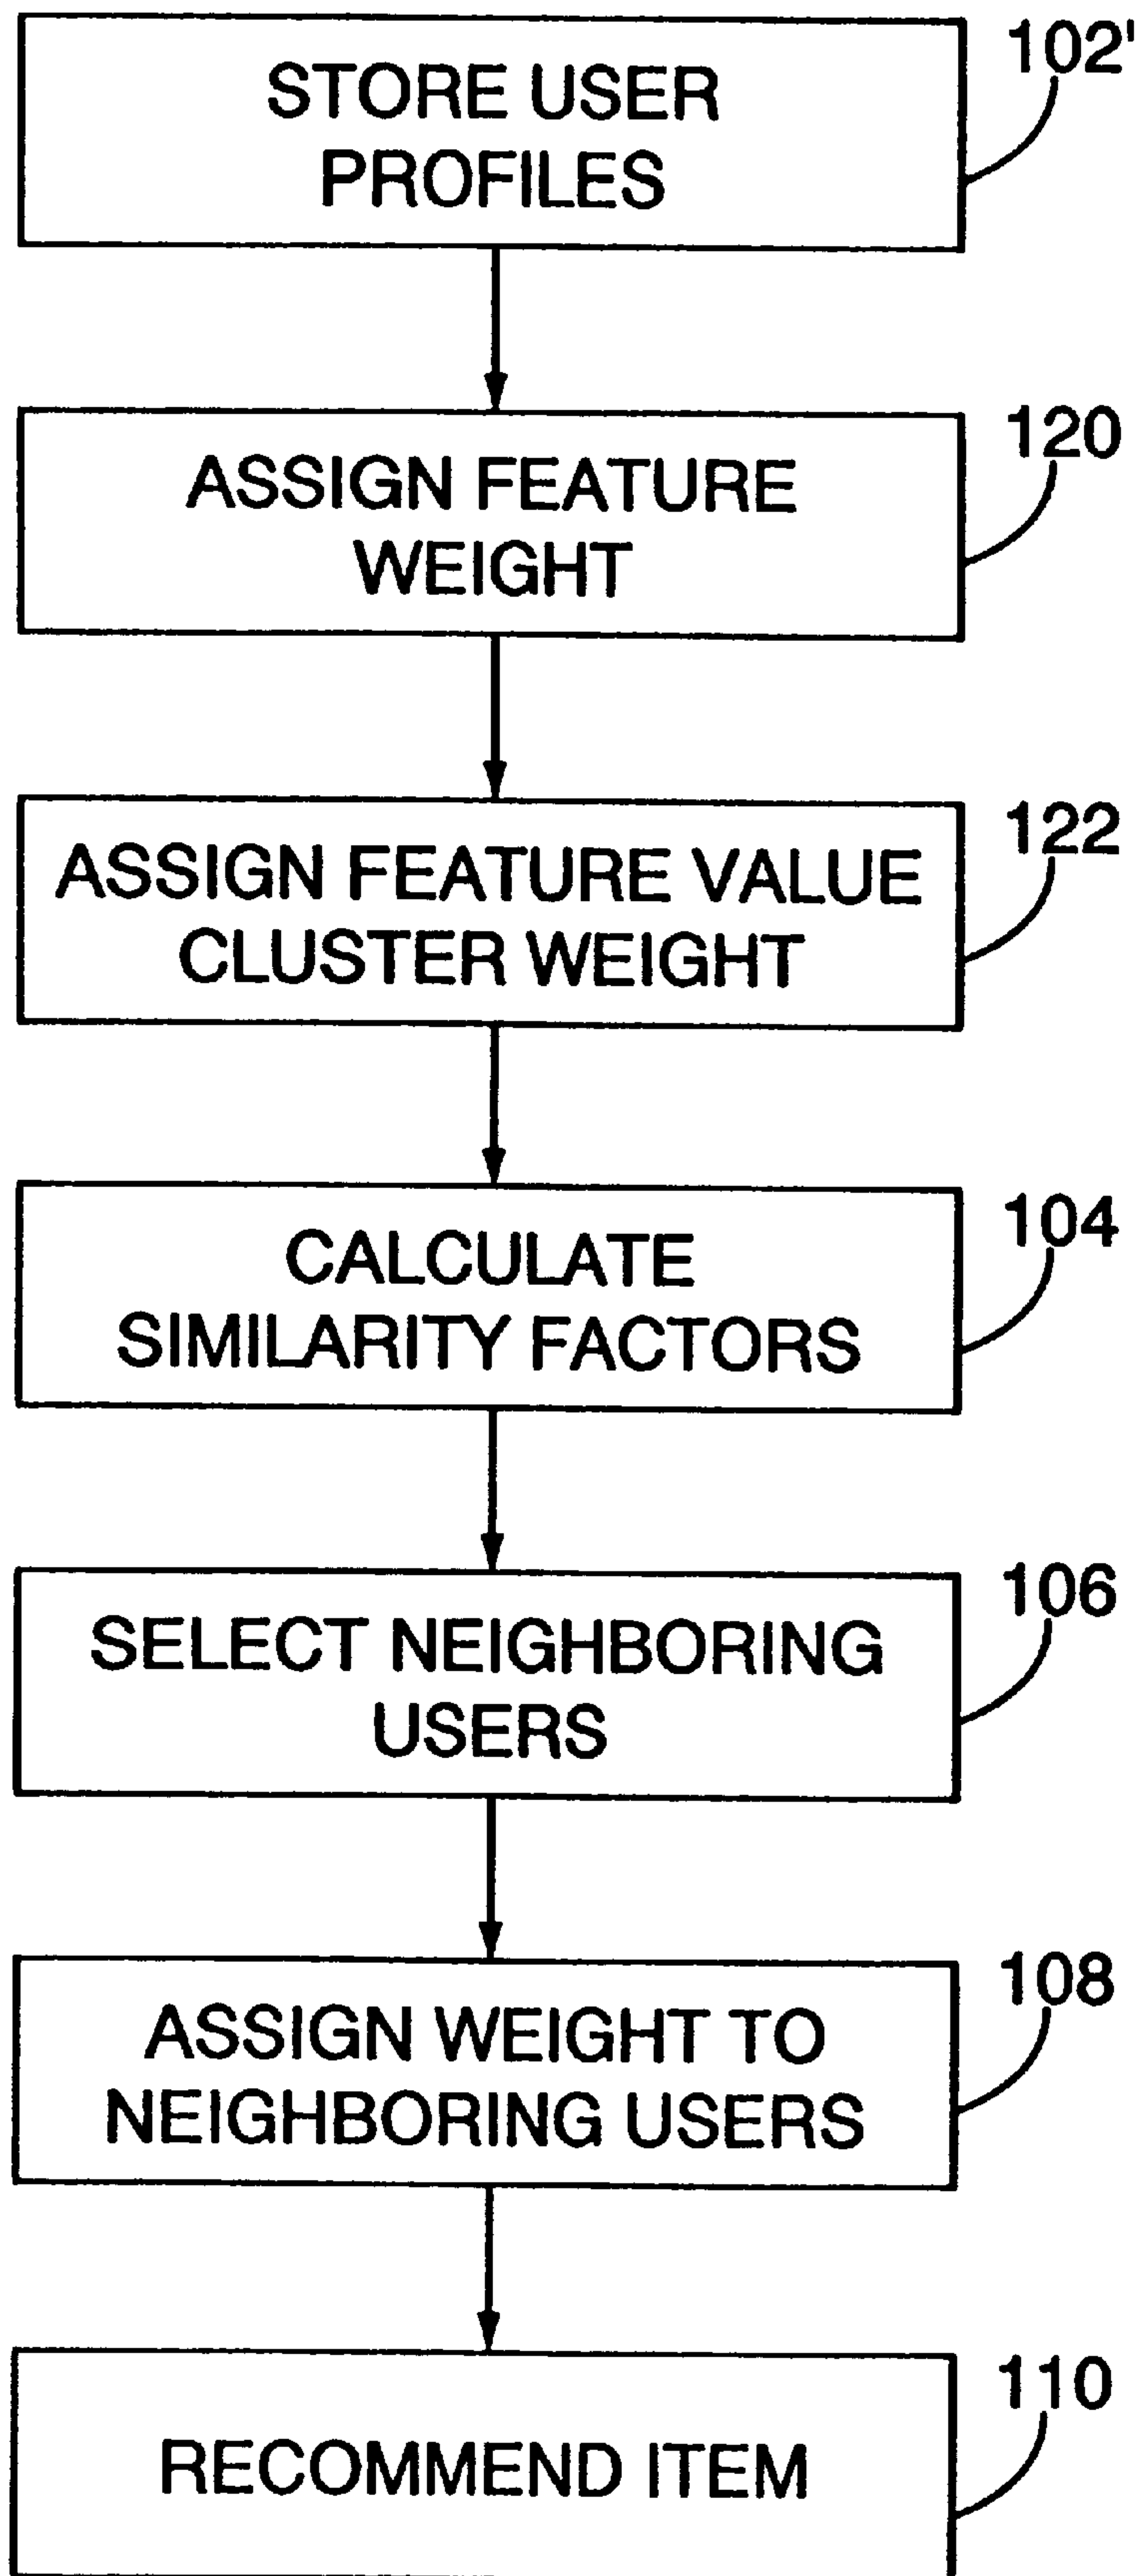 STORE USER
PROFILES
102'
ASSIGN FEATURE
WEIGHT
120
ASSIGN FEATURE VALUE
CLUSTER WEIGHT
122
CALCULATE
SIMILARITY FACTORS
104
SELECT NEIGHBORING
USERS
106
ASSIGN WEIGHT TO
NEIGHBORING USERS
108
RECOMMEND ITEM
110